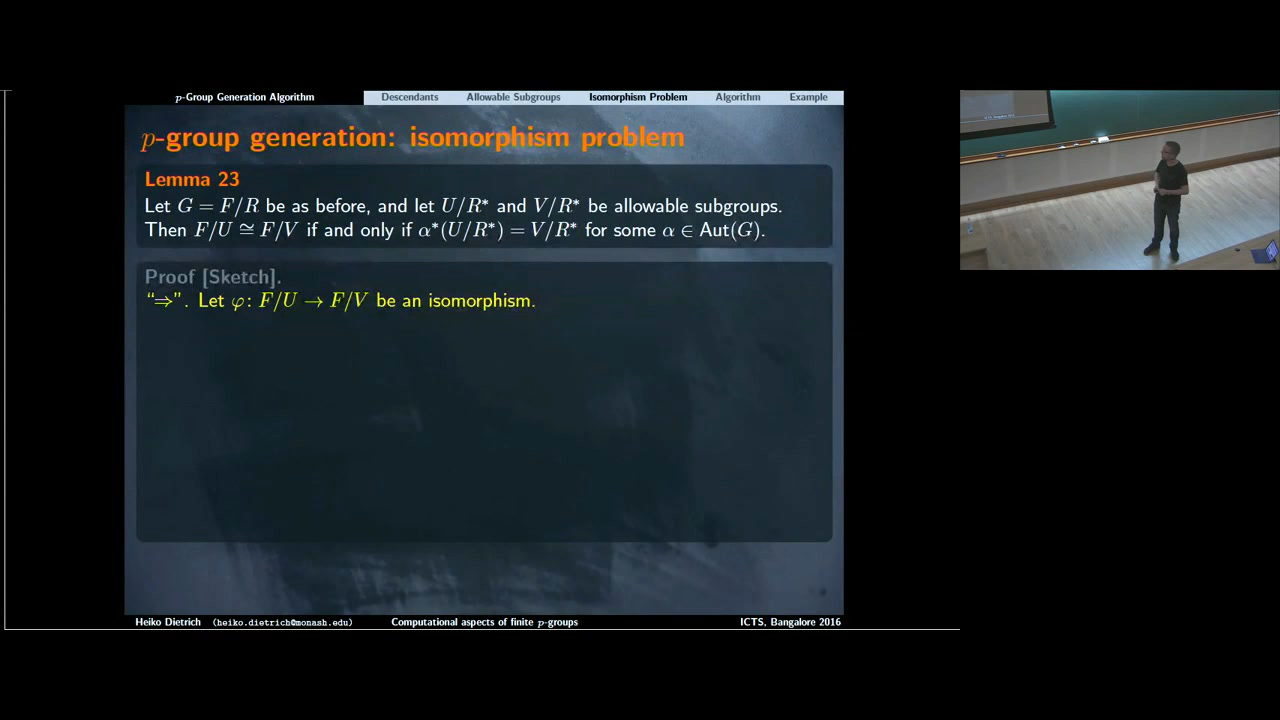 p-Group Generation Algorithm Descendants Allowable Subgroups Isomorphism Problem Algorithm Example
p-group generation: isomorphism problem
Lemma 23
Let G = F/R be as before, and let U/R* and V/R* be allowable subgroups.
Then F/U ≅ F/V if and only if α*(U/R*) = V/R* for some α ∈ Aut(G).
Proof [Sketch].
“⇒”. Let φ: F/U → F/V be an isomorphism.
Heiko Dietrich (heiko.dietrich@monash.edu) Computational aspects of finite p-groups ICTS, Bangalore 2016